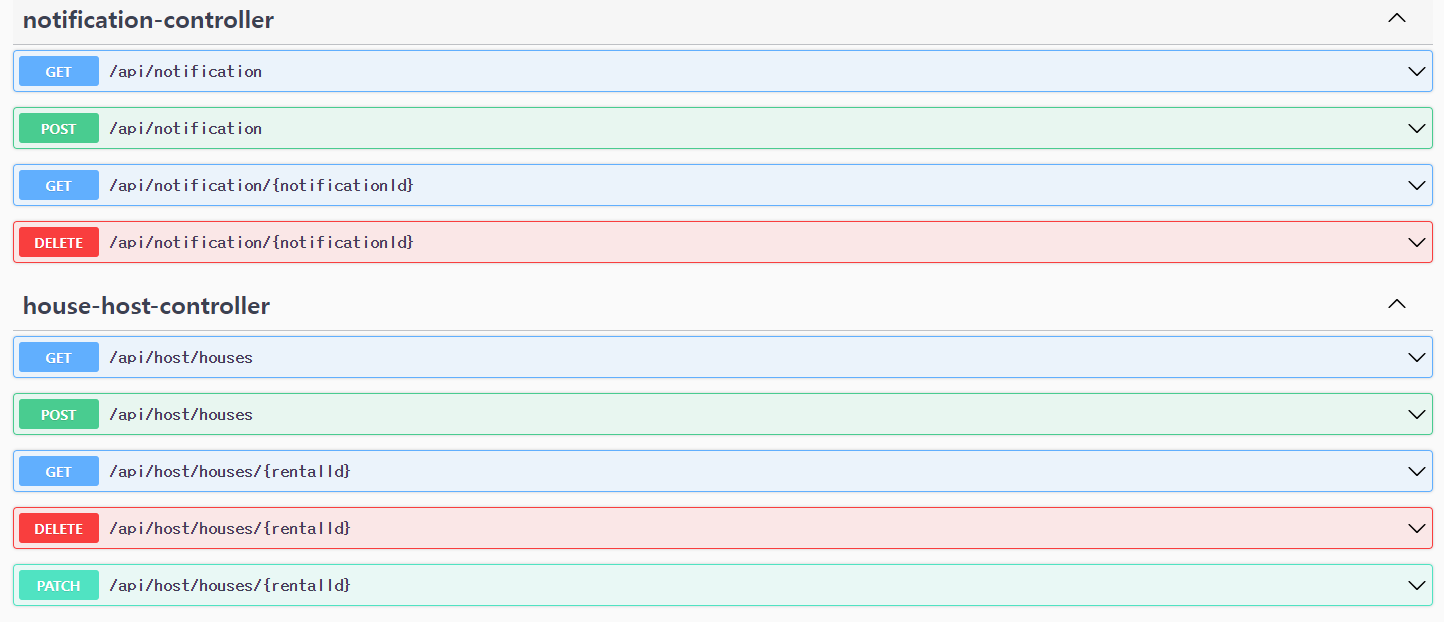 notification-controller
GET /api/notification
POST /api/notification
GET /api/notification/{notificationId}
DELETE /api/notification/{notificationId}
house-host-controller
GET /api/host/houses
POST /api/host/houses
GET /api/host/houses/{rentalId}
DELETE /api/host/houses/{rentalId}
PATCH /api/host/houses/{rentalId}